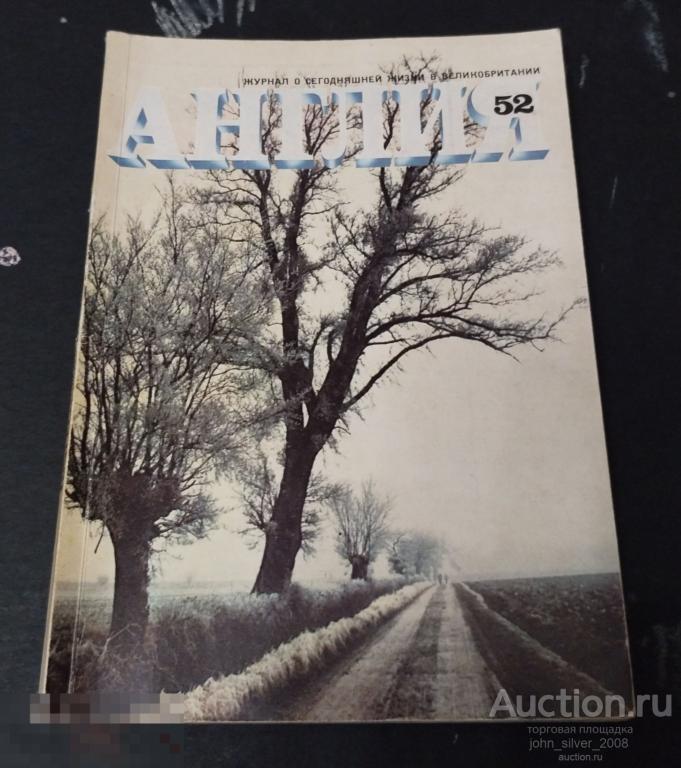 ЖУРНАЛ О СЕГОДНЯШНЕЙ ЖИЗНИ В ВЕЛИКОБРИТАНИИ
АНГЛИЯ
52
Auction.ru
торговая площадка
john_silver_2008
auction.ru